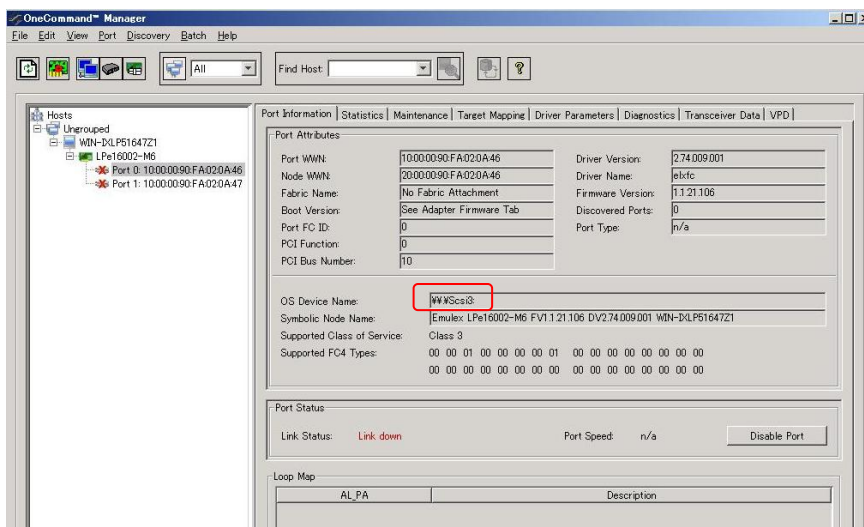 OneCommand™ Manager
File Edit View Port Discovery Batch Help
All
Find Host:
Hosts
Ungrouped
WIN-IXLP51647Z1
LPe16002-M6
Port 0: 10:00:00:90:FA:02:0A:46
Port 1: 10:00:00:90:FA:02:0A:47
Port Information Statistics Maintenance Target Mapping Driver Parameters Diagnostics Transceiver Data VPD
Port Attributes
Port WWN: 10:00:00:90:FA:02:0A:46 Driver Version: 2.74.009.001
Node WWN: 20:00:00:90:FA:02:0A:46 Driver Name: elxfc
Fabric Name: No Fabric Attachment Firmware Version: 1.1.21.106
Boot Version: See Adapter Firmware Tab Discovered Ports: 0
Port FC ID: 0 Port Type: n/a
PCI Function: 0
PCI Bus Number: 10
OS Device Name: ¥¥.¥Scsi3:
Symbolic Node Name: Emulex LPe16002-M6 FV1.1.21.106 DV2.74.009.001 WIN-IXLP51647Z1
Supported Class of Service: Class 3
Supported FC4 Types: 00 00 01 00 00 00 00 01 00 00 00 00 00 00 00 00
00 00 00 00 00 00 00 00 00 00 00 00 00 00 00 00
Port Status
Link Status: Link down Port Speed: n/a Disable Port
Loop Map
AL_PA Description